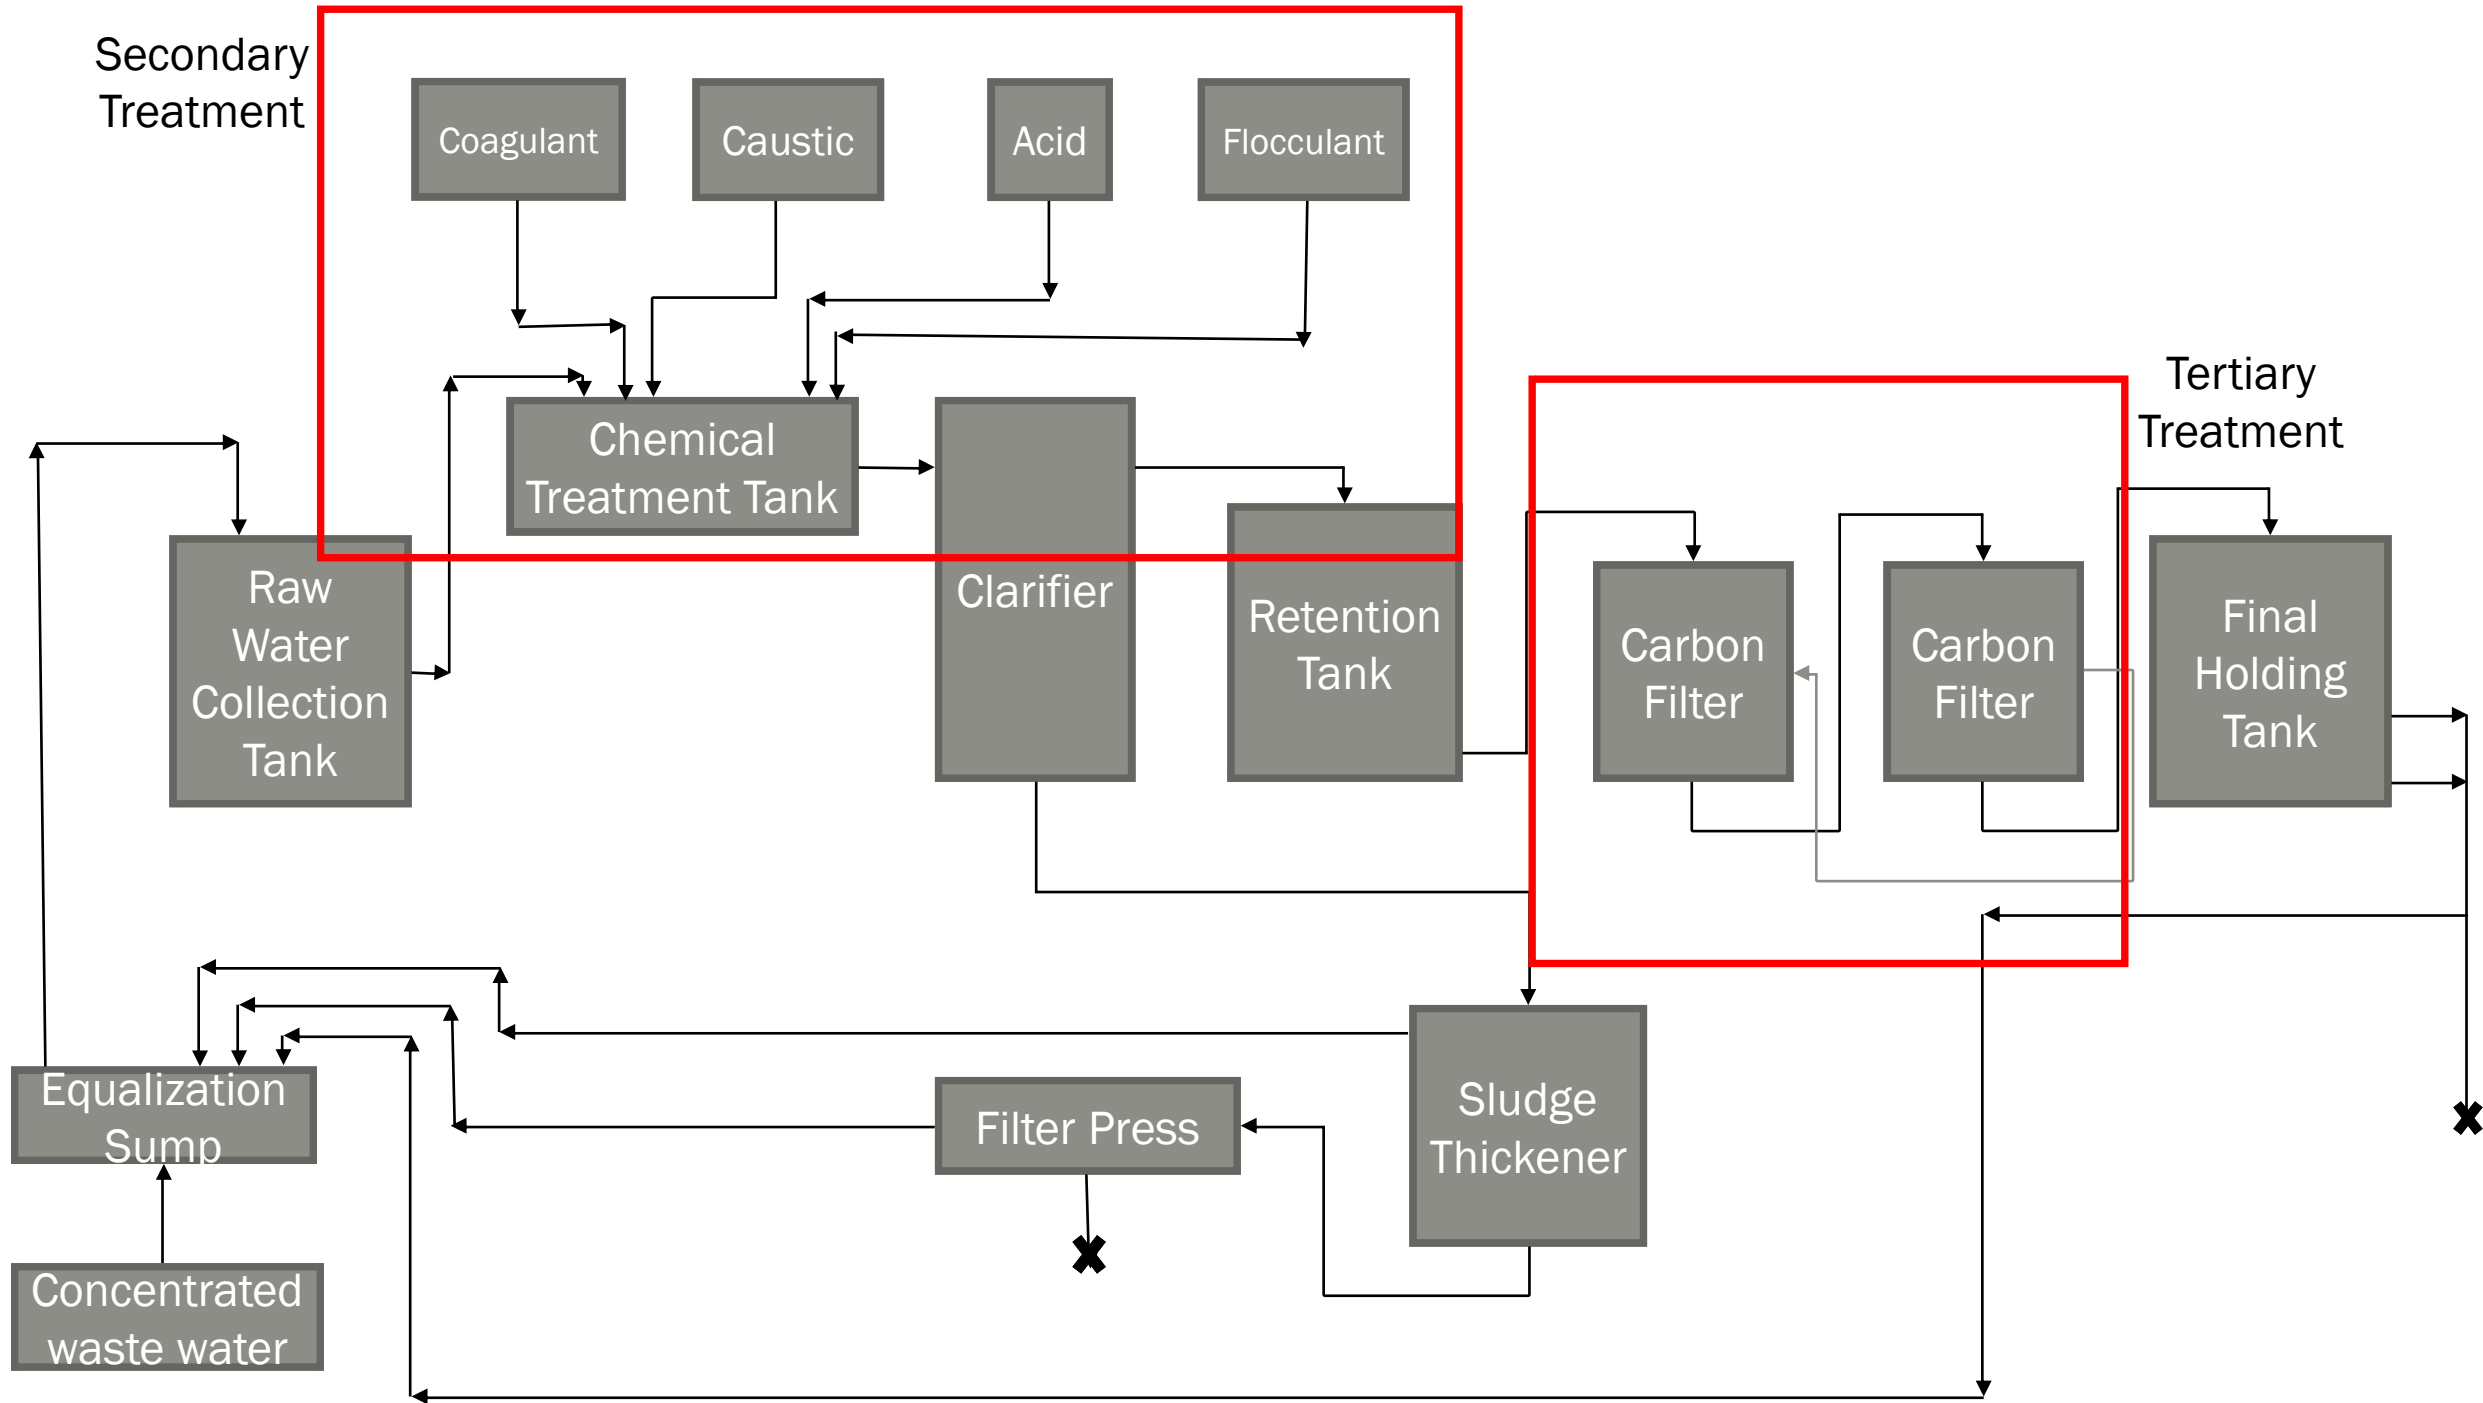 Secondary
Treatment
Coagulant
Caustic
Acid
Flocculant
Chemical
Treatment Tank
Tertiary
Treatment
Raw
Water
Collection
Tank
Clarifier
Retention
Tank
Carbon
Filter
Carbon
Filter
Final
Holding
Tank
Equalization
Sump
Filter Press
Sludge
Thickener
Concentrated
waste water